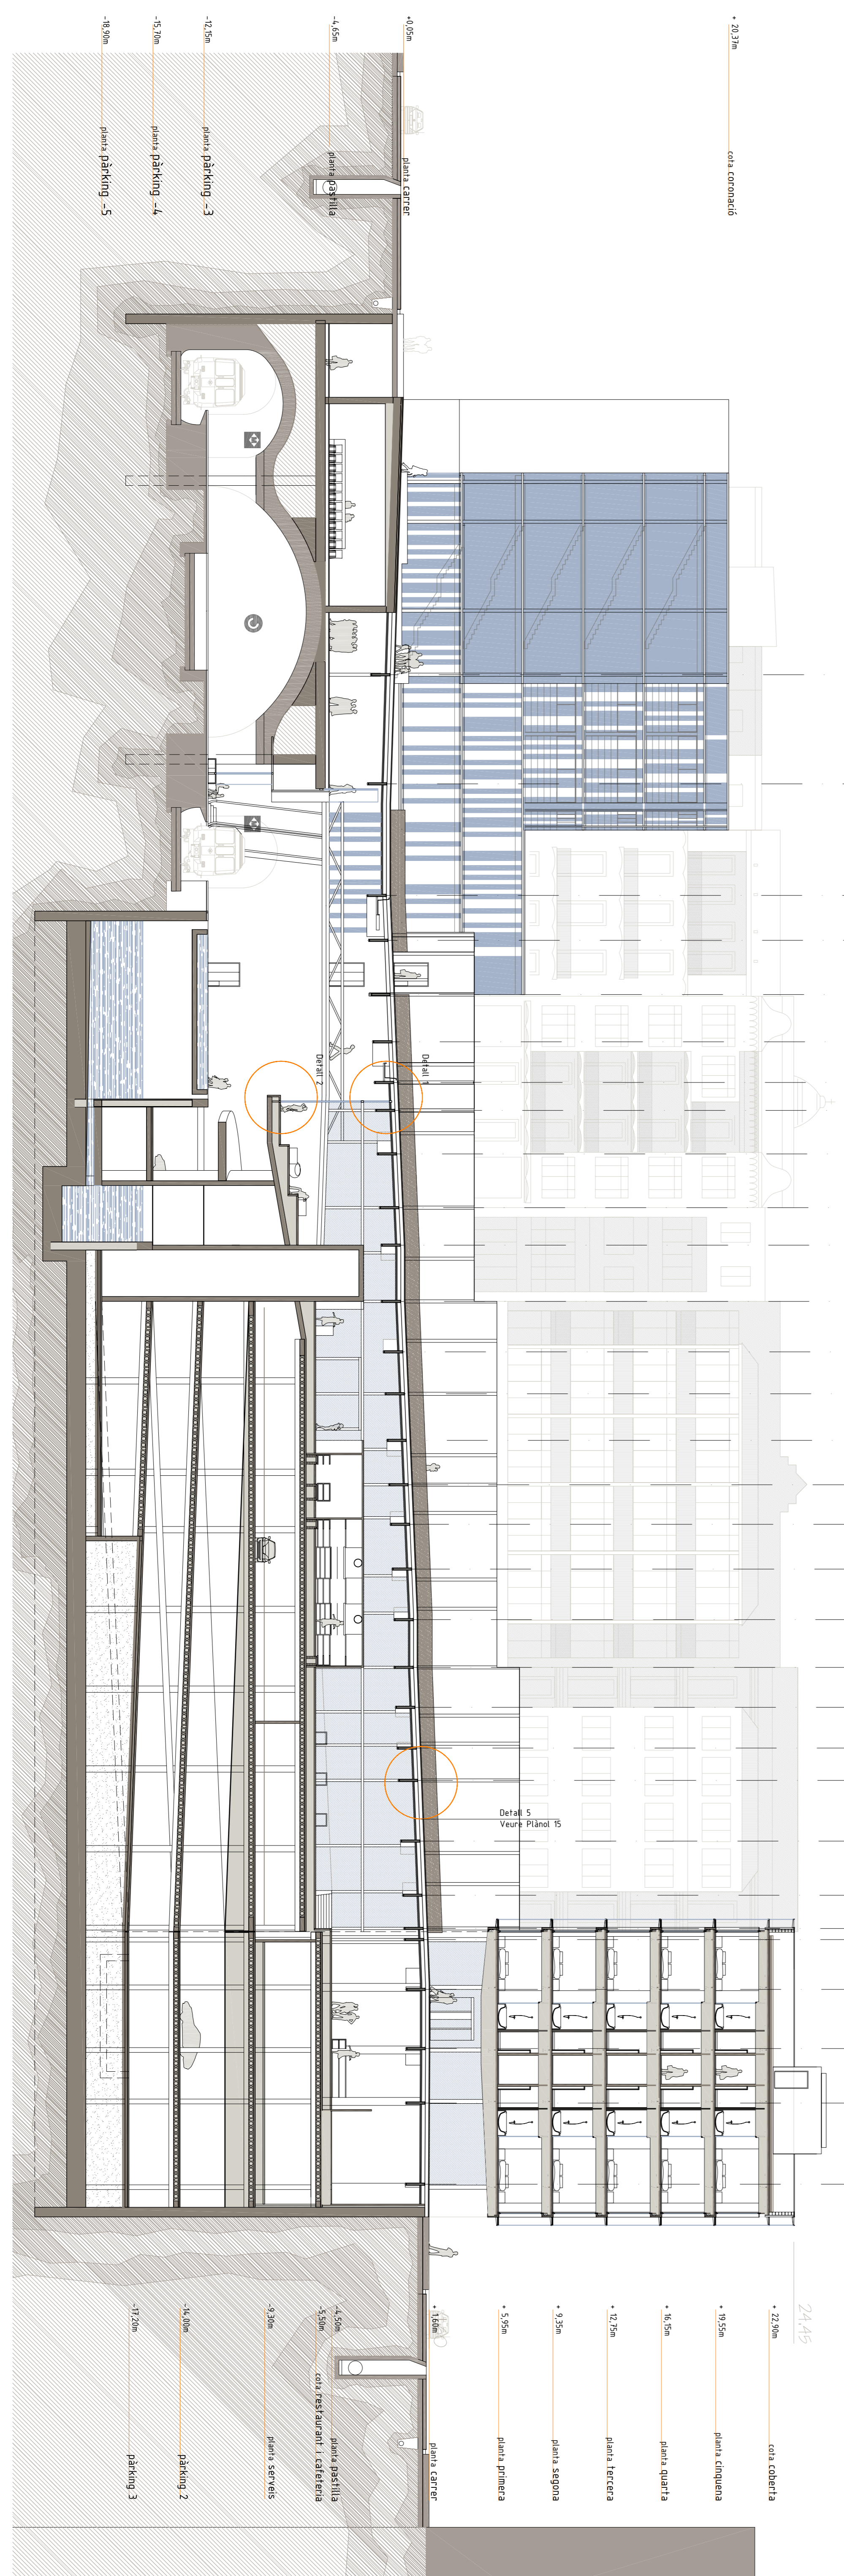 + 20,37m
cota coronació
+0,05m
planta carrer
-4,65m
planta pastilla
-12,15m
planta pàrking -3
-15,70m
planta pàrking -4
-18,90m
planta pàrking -5
Detall 1
Detall 2
Detall 5
Veure Plànol 15
24,45
+ 22,90m
cota coberta
+ 19,55m
planta cinquena
+ 16,15m
planta quarta
+ 12,75m
planta tercera
+ 9,35m
planta segona
+ 5,95m
planta primera
+ 1,60m
planta carrer
-4,50m
planta pastilla
-5,50m
cota restaurant i cafeteria
-9,30m
planta serveis
-14,00m
pàrking 2
-17,20m
pàrking 3